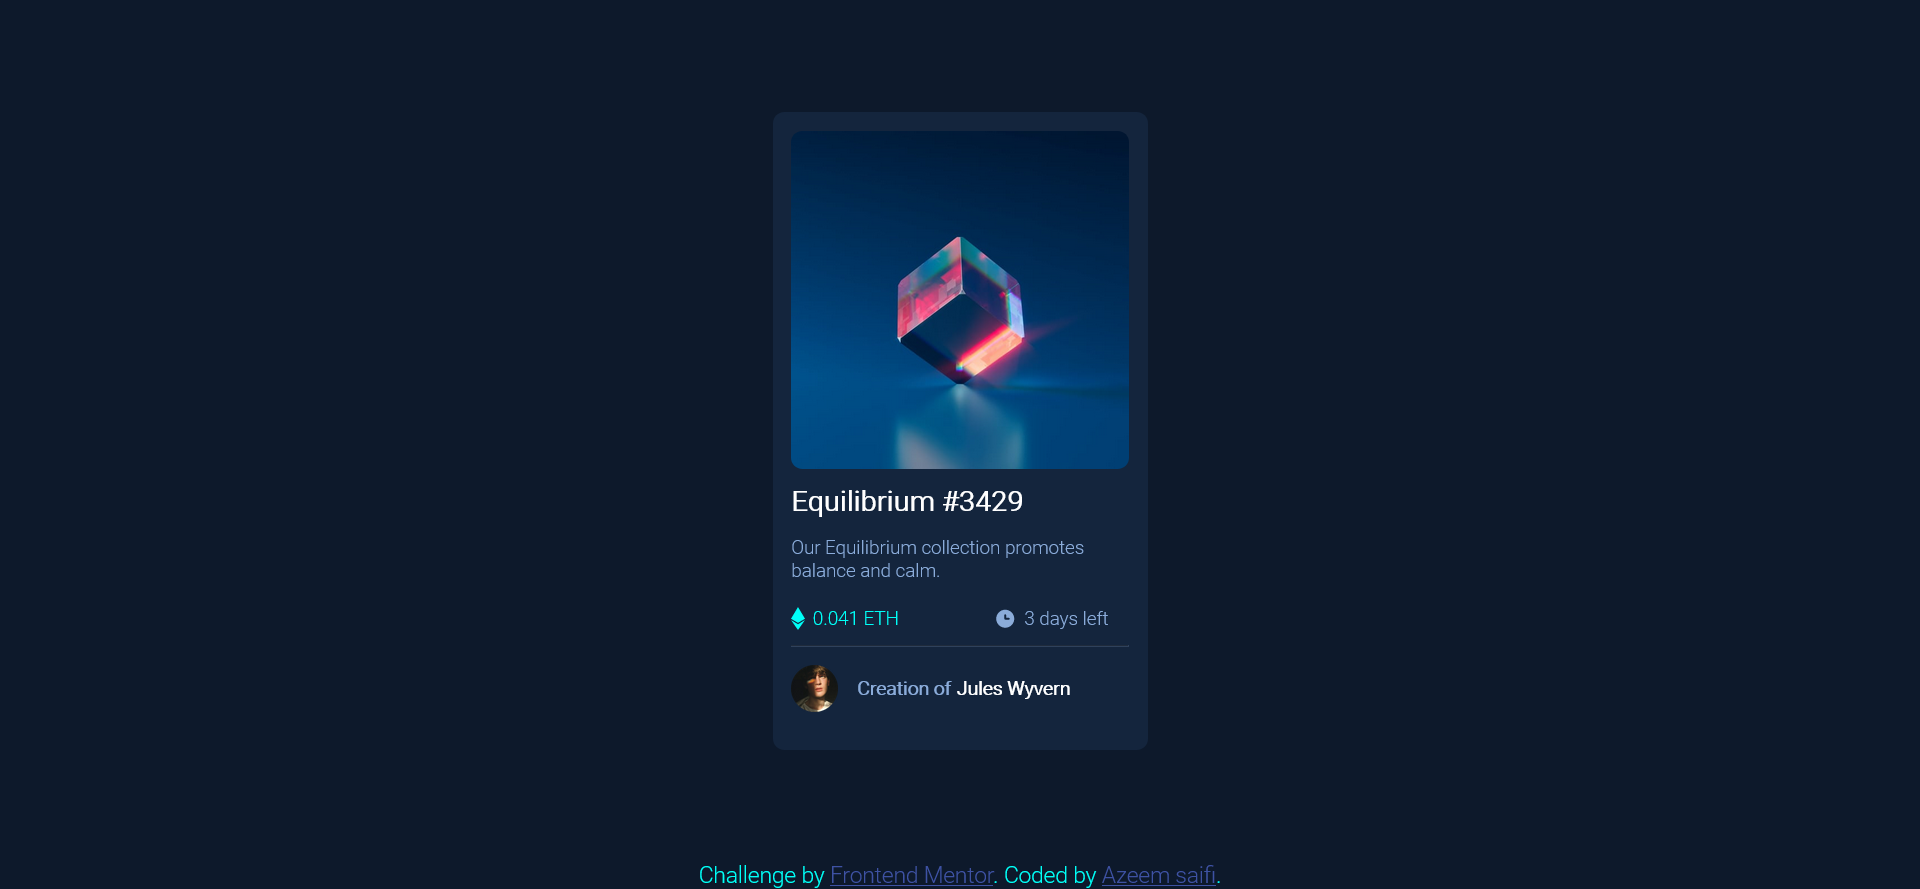 Equilibrium #3429
Our Equilibrium collection promotes
balance and calm.
0.041 ETH
3 days left
Creation of Jules Wyvern
Challenge by Frontend Mentor. Coded by Azeem saifi.